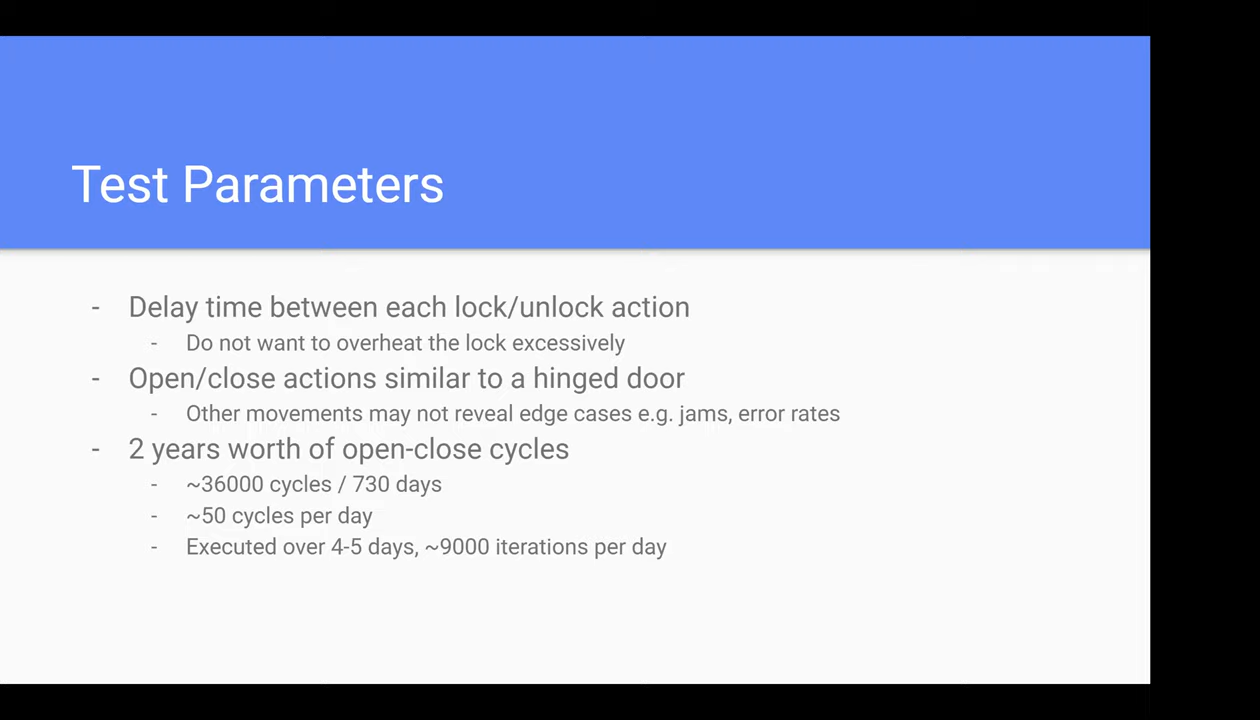 Test Parameters
- Delay time between each lock/unlock action
- Do not want to overheat the lock excessively
- Open/close actions similar to a hinged door
- Other movements may not reveal edge cases e.g. jams, error rates
- 2 years worth of open-close cycles
- ~36000 cycles / 730 days
- ~50 cycles per day
- Executed over 4-5 days, ~9000 iterations per day